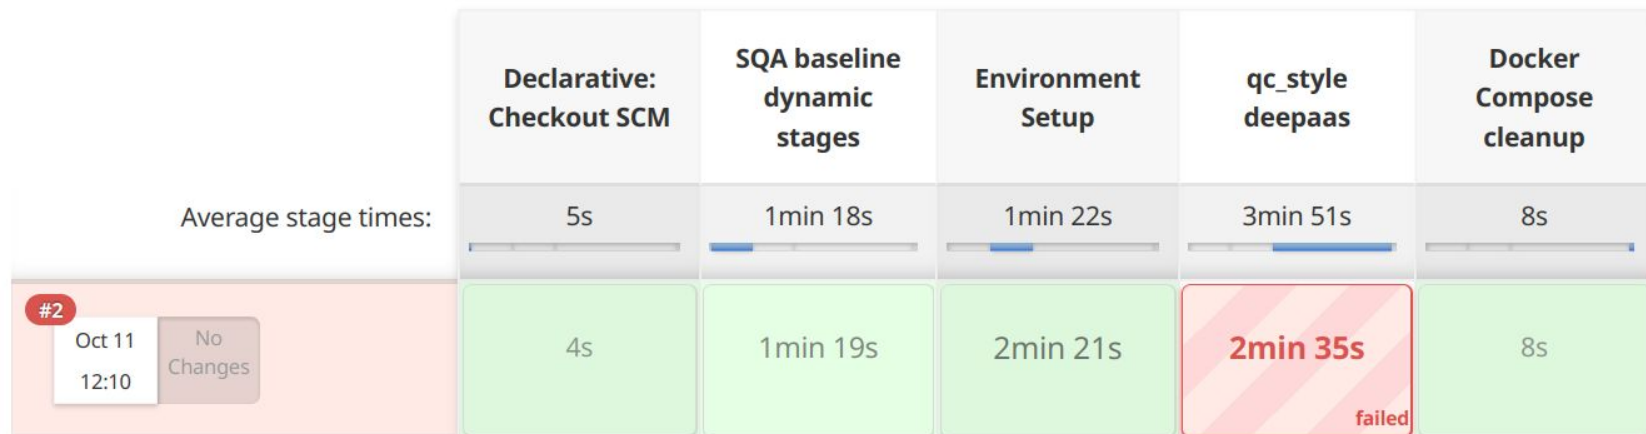 Declarative:
Checkout SCM
SQA baseline
dynamic
stages
Environment
Setup
qc_style
deepaas
Docker
Compose
cleanup
Average stage times:
5s
1min 18s
1min 22s
3min 51s
8s
#2
Oct 11
12:10
No
Changes
4s
1min 19s
2min 21s
2min 35s
failed
8s